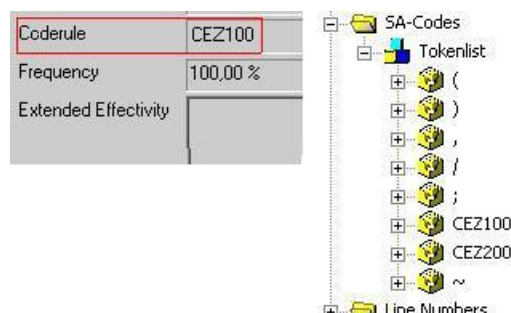 Coderule CEZ100
Frequency 100,00 %
Extended Effectivity
SA-Codes
Tokenlist
(
)
,
/
;
CEZ100
CEZ200
~
Line Numbers